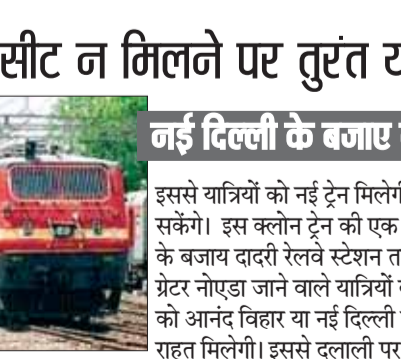 सीट न मिलने पर तुरंत
नई दिल्ली के बजाए
इससे यात्रियों को नई ट्रेन मिलेगी
सकेंगे। इस क्लोन ट्रेन की एक
के बजाय दादरी रेलवे स्टेशन
ग्रेटर नोएडा जाने वाले यात्रियों
को आनंद विहार या नई दिल्ली
राहत मिलेगी। इससे दलाली पर